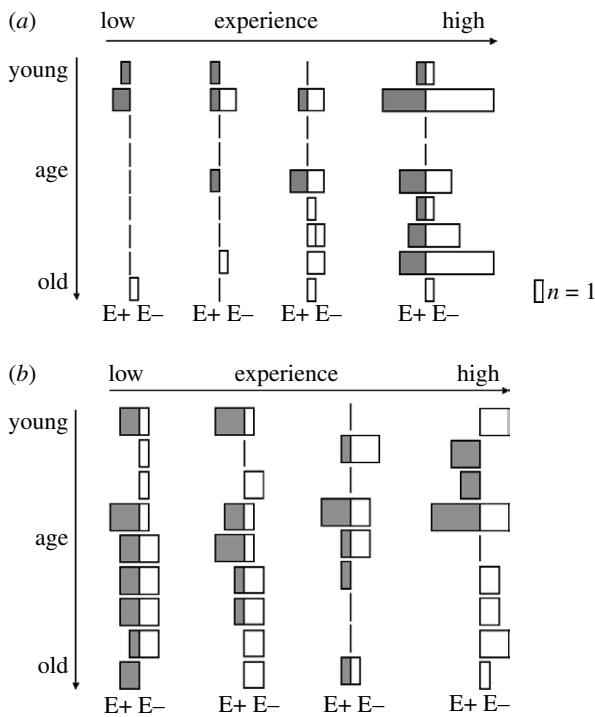 (a)
low experience high
young
age
old
E+ E– E+ E– E+ E– E+ E–
n = 1
(b)
low experience high
young
age
old
E+ E– E+ E– E+ E– E+ E–